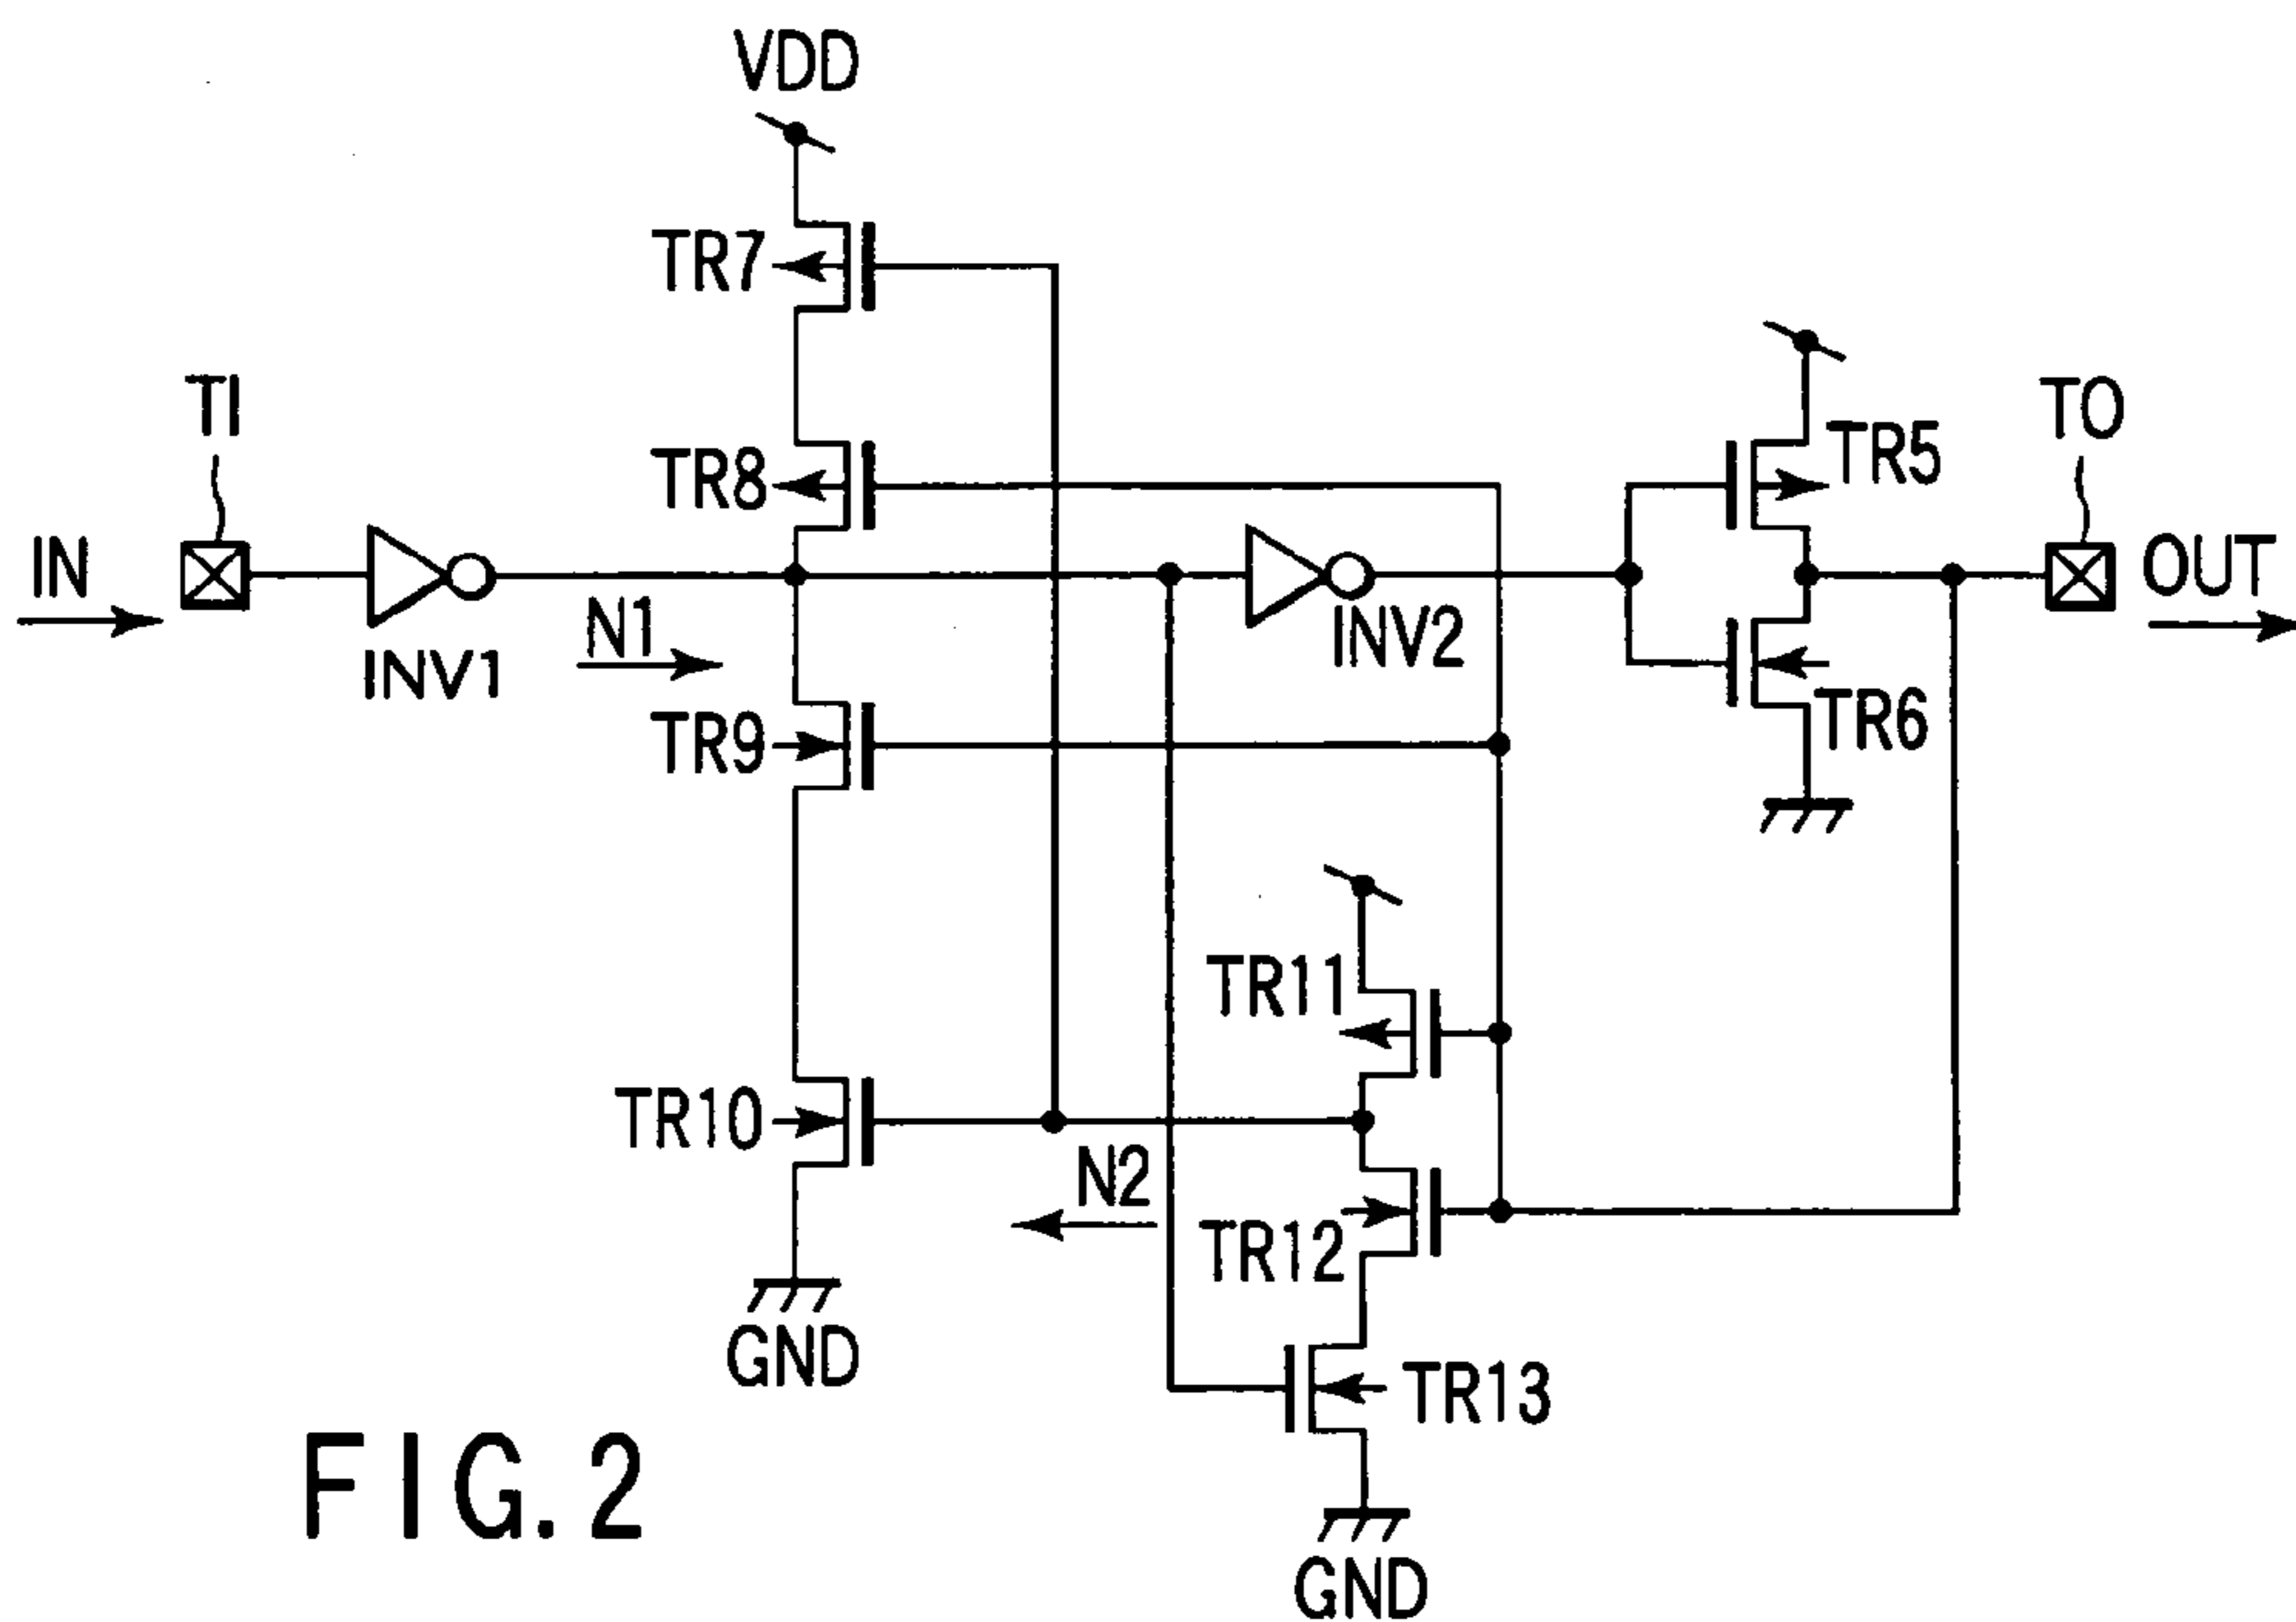 VDD
TR7
TI
TR8
TR5
TO
IN
OUT
N1
INV1
INV2
TR9
TR6
TR11
TR10
N2
TR12
GND
TR13
FIG. 2
GND